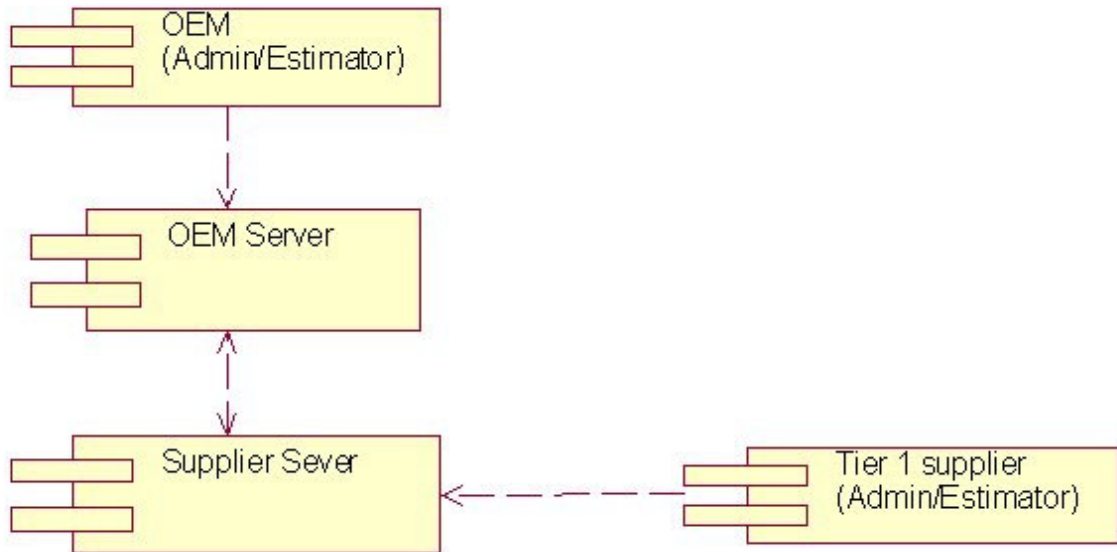 OEM
(Admin/Estimator)
OEM Server
Supplier Sever
Tier 1 supplier
(Admin/Estimator)